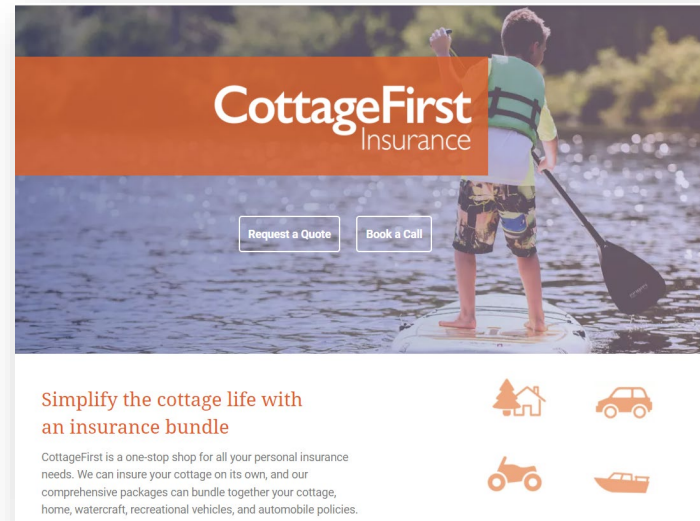 CottageFirst
Insurance
Request a Quote
Book a Call
Simplify the cottage life with
an insurance bundle
CottageFirst is a one-stop shop for all your personal insurance
needs. We can insure your cottage on its own, and our
comprehensive packages can bundle together your cottage,
home, watercraft, recreational vehicles, and automobile policies.